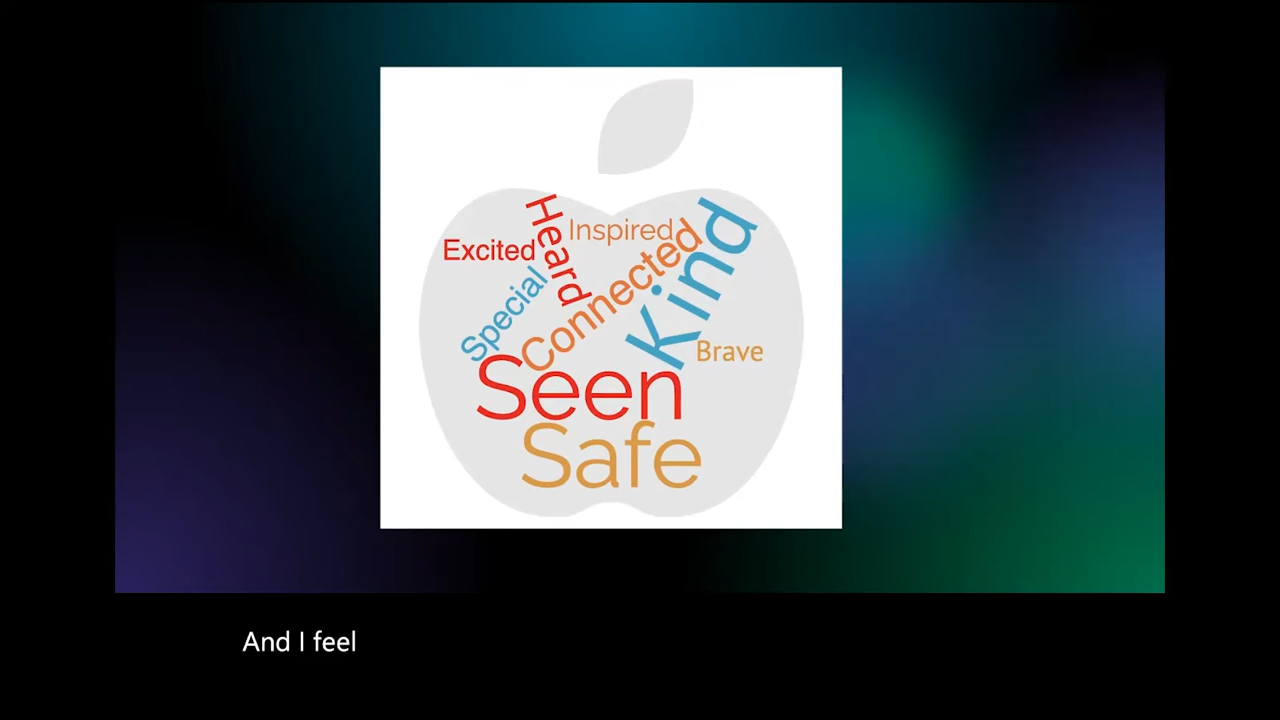 Heard
Inspired
Excited
Kind
Connected
Special
Brave
Seen
Safe
And I feel